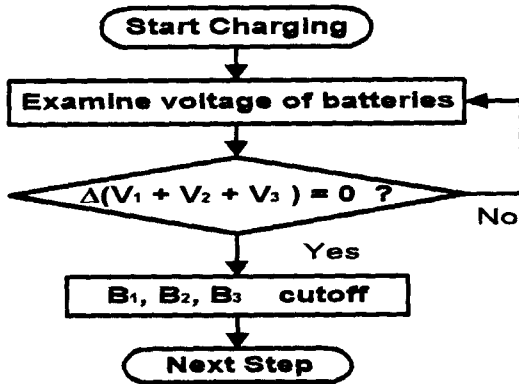 Start Charging
Examine voltage of batteries
Δ(V₁ + V₂ + V₃ ) = 0 ?
No
Yes
B₁, B₂, B₃ cutoff
Next Step